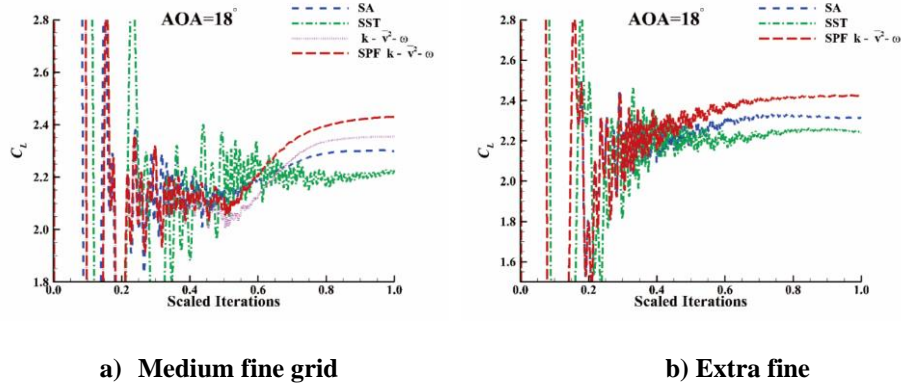 AOA=18°
SA
SST
k - v̄² - ω
SPF k - v̄² - ω
2.8
2.6
2.4
2.2
2.0
1.8
C_L
0.0 0.2 0.4 0.6 0.8 1.0
Scaled Iterations
a) Medium fine grid
AOA=18°
SA
SST
SPF k - v̄² - ω
2.8
2.6
2.4
2.2
2.0
1.8
1.6
C_L
0.0 0.2 0.4 0.6 0.8 1.0
Scaled Iterations
b) Extra fine